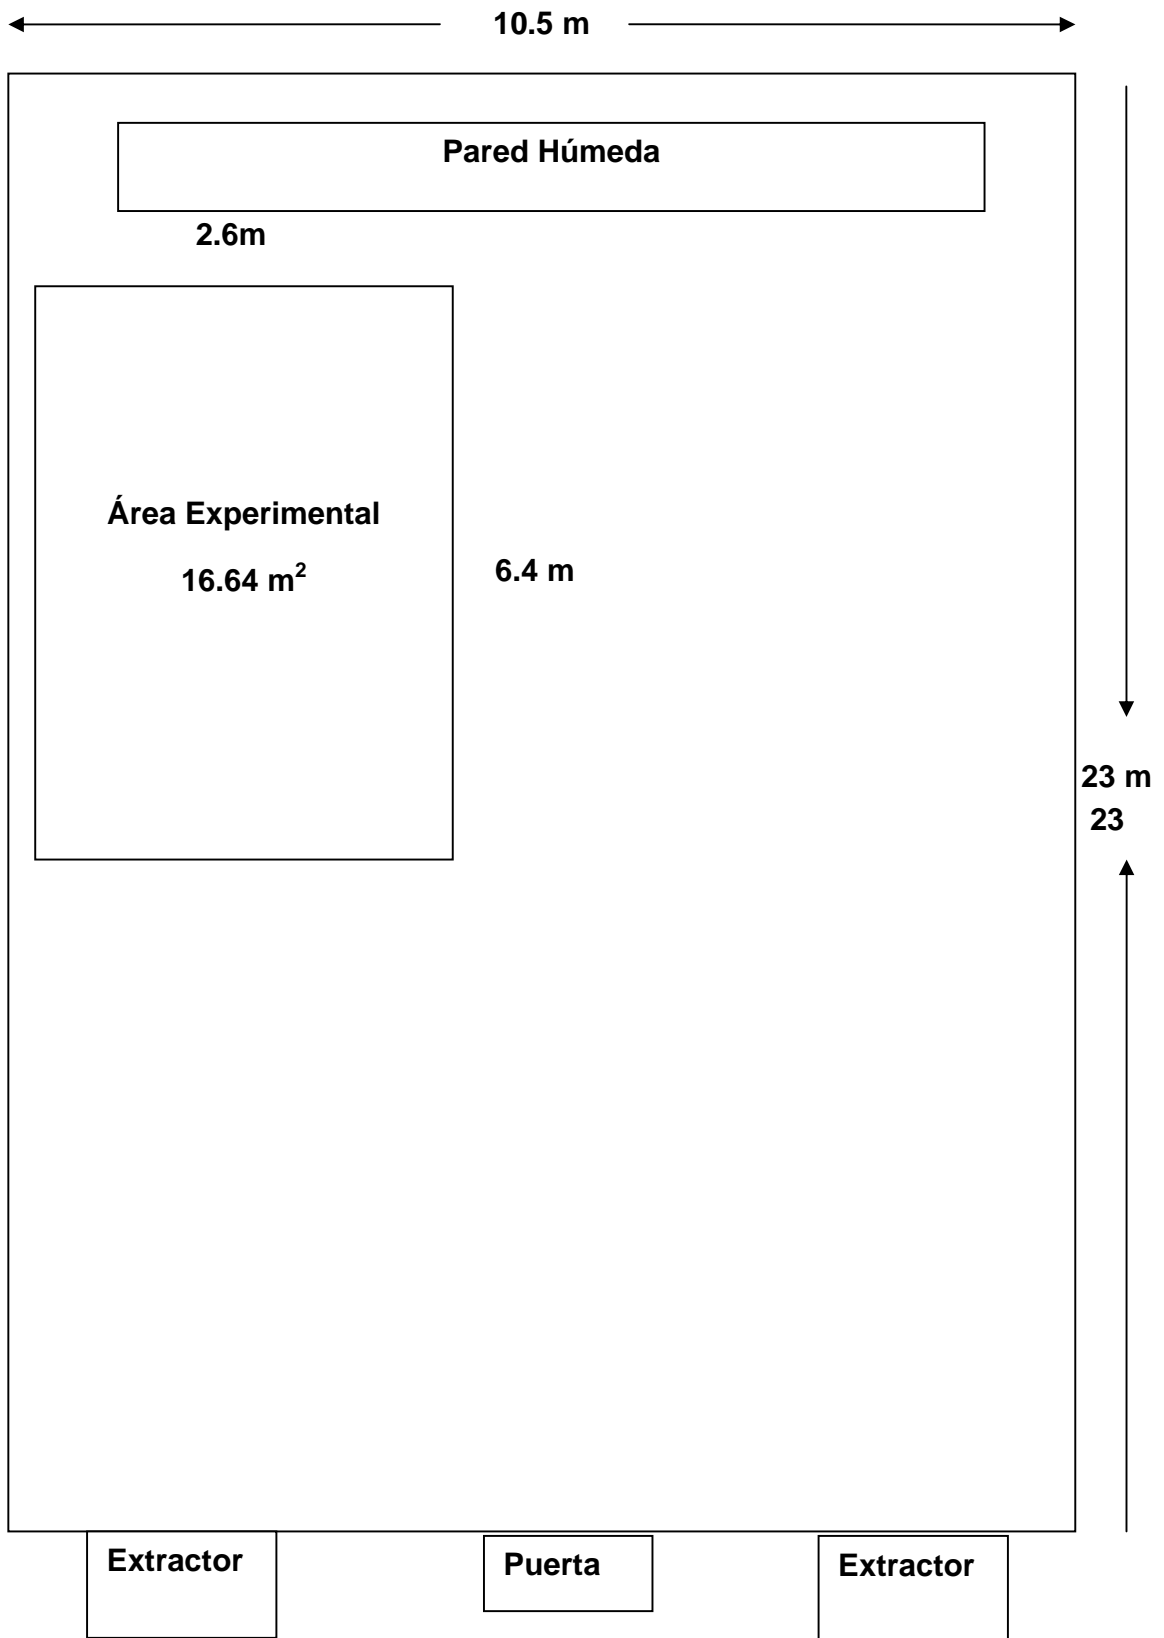 10.5 m
Pared Húmeda
2.6m
Área Experimental
16.64 m²
6.4 m
23 m
23
Extractor
Puerta
Extractor